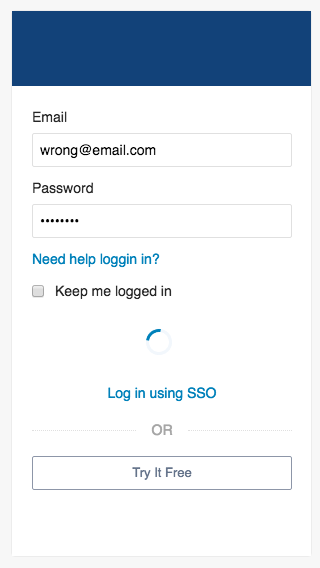 Email
wrong@email.com
Password
••••••••
Need help loggin in?
Keep me logged in
Log in using SSO
OR
Try It Free